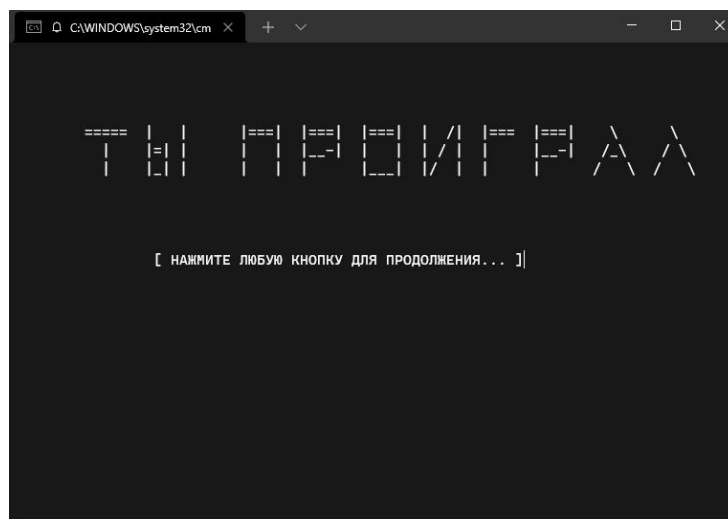 C:\WINDOWS\system32\cm
ТЫ ПРОИГРАЛ
[ НАЖМИТЕ ЛЮБУЮ КНОПКУ ДЛЯ ПРОДОЛЖЕНИЯ... ]